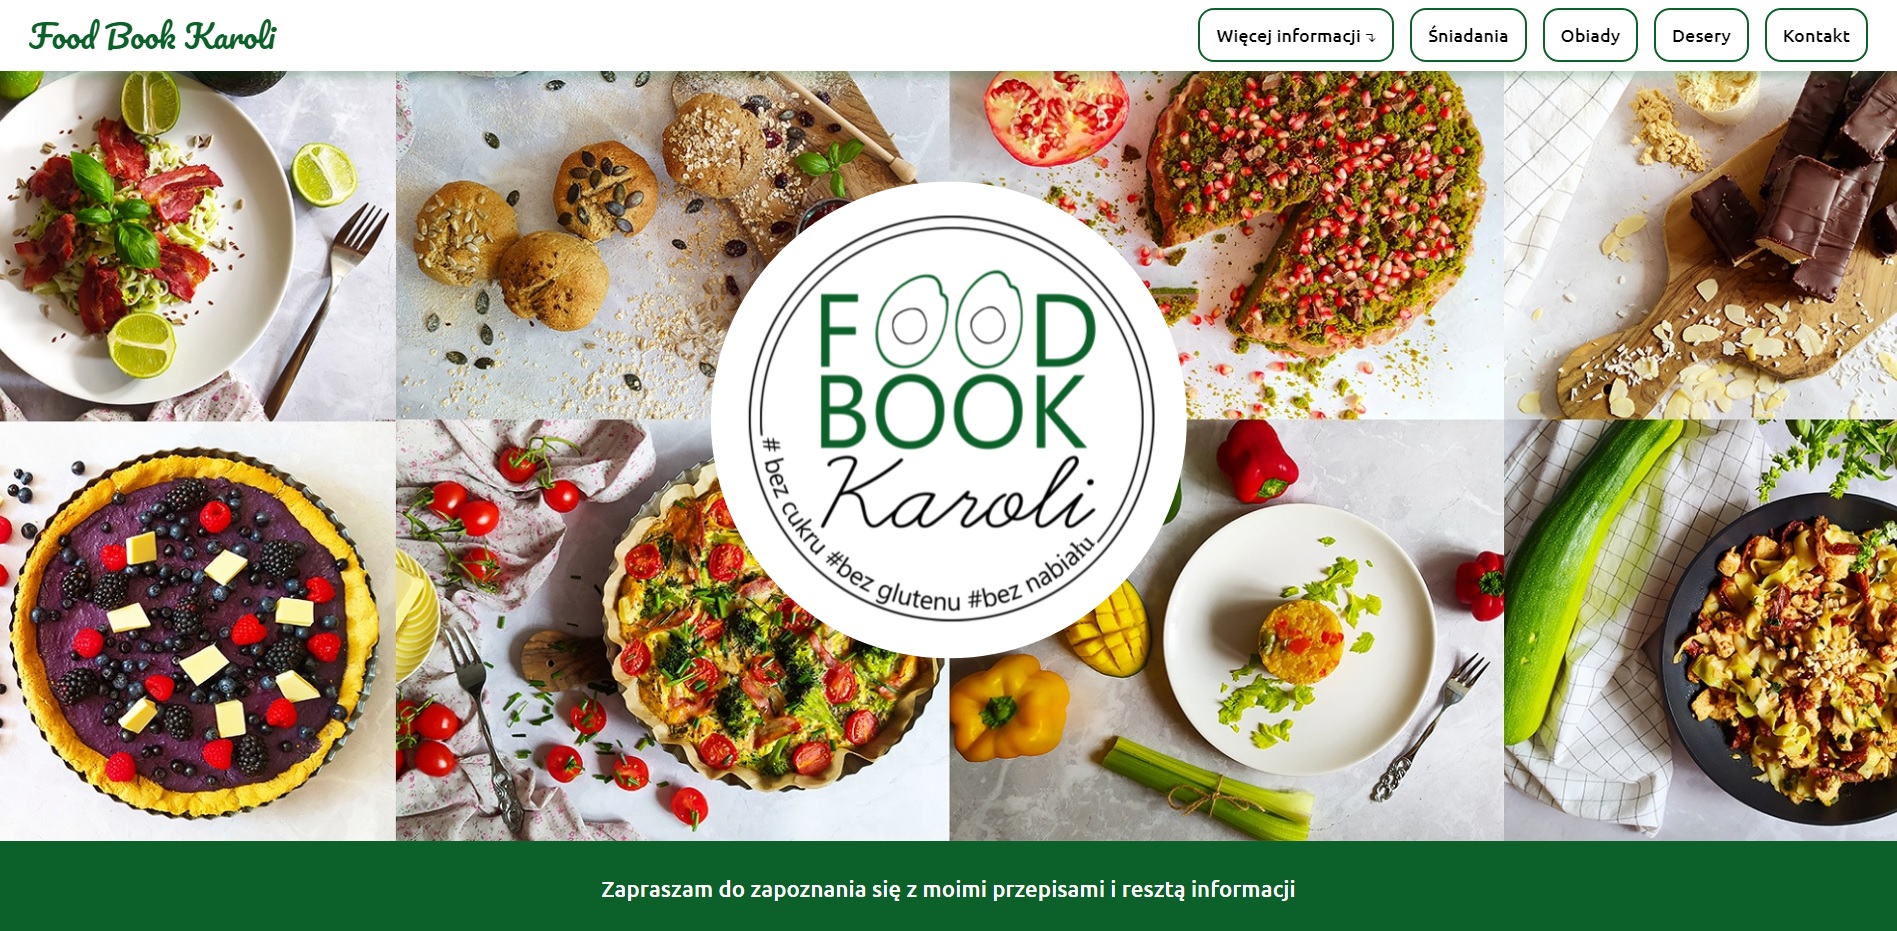 Food Book Karoli
Więcej informacji ⤵
Śniadania
Obiady
Desery
Kontakt
FOOD
BOOK
Karoli
# bez cukru #bez glutenu #bez nabiału
Zapraszam do zapoznania się z moimi przepisami i resztą informacji